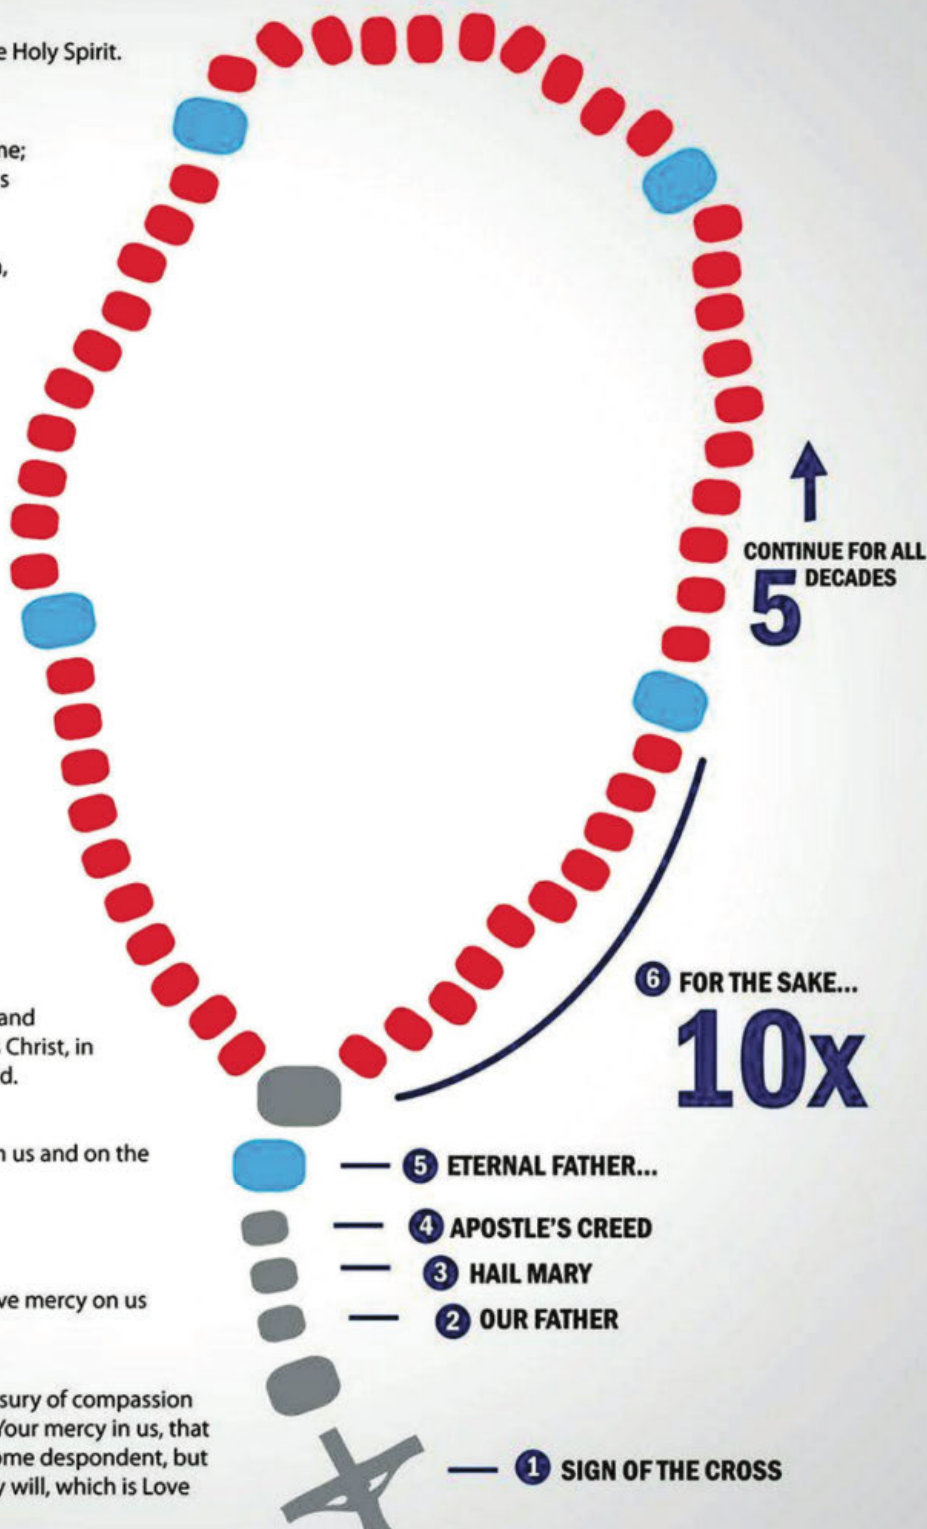 e Holy Spirit.
ne;
s
,
CONTINUE FOR ALL
5 DECADES
6 FOR THE SAKE...
10x
and
Christ, in
d.
n us and on the
5 ETERNAL FATHER...
4 APOSTLE'S CREED
3 HAIL MARY
ve mercy on us
2 OUR FATHER
sury of compassion
Your mercy in us, that
ome despondent, but
y will, which is Love
1 SIGN OF THE CROSS